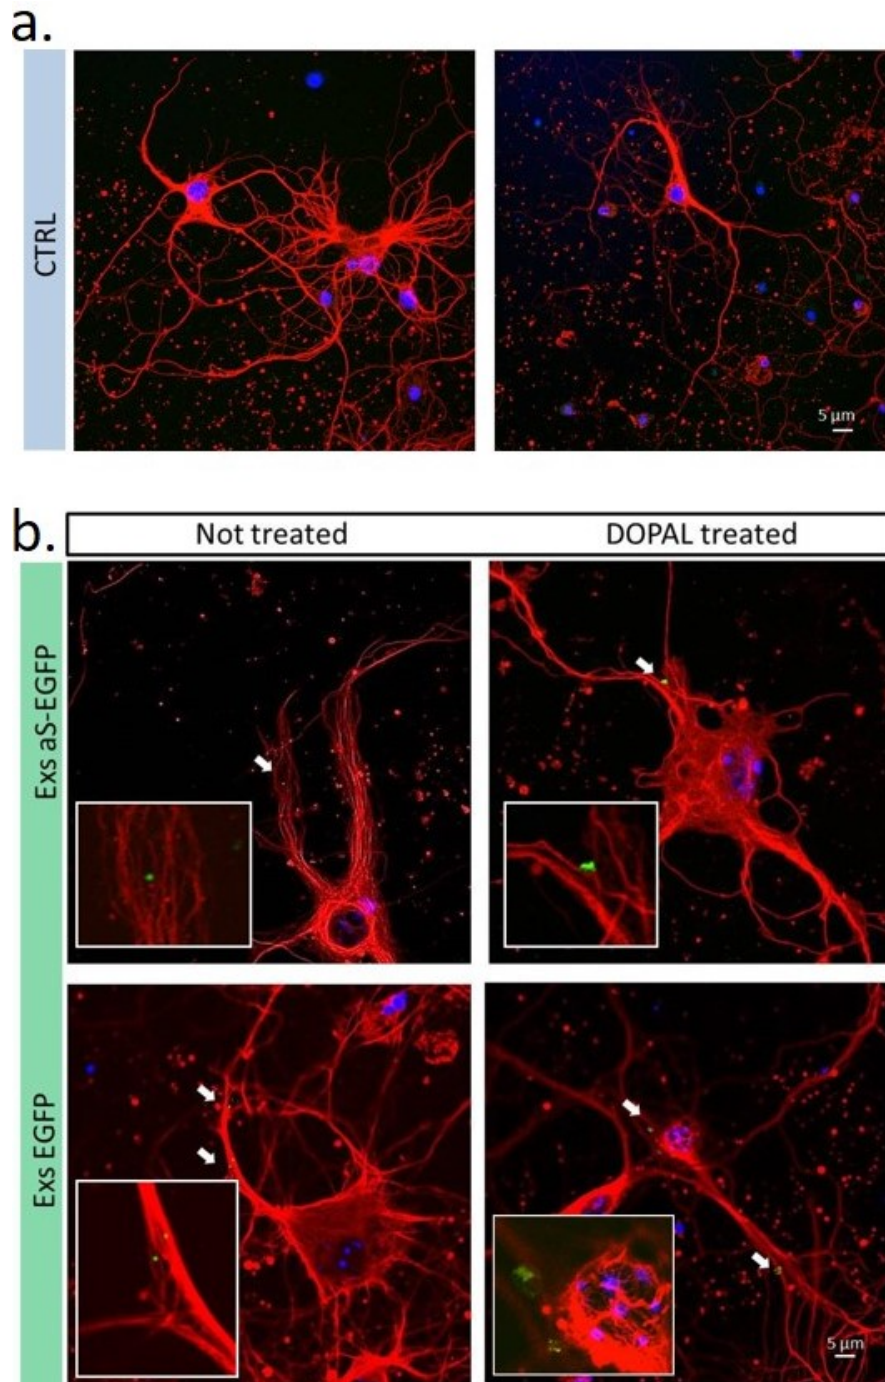 a.
CTRL
5 µm
b.
Not treated
DOPAL treated
Exs aS-EGFP
Exs EGFP
5 µm